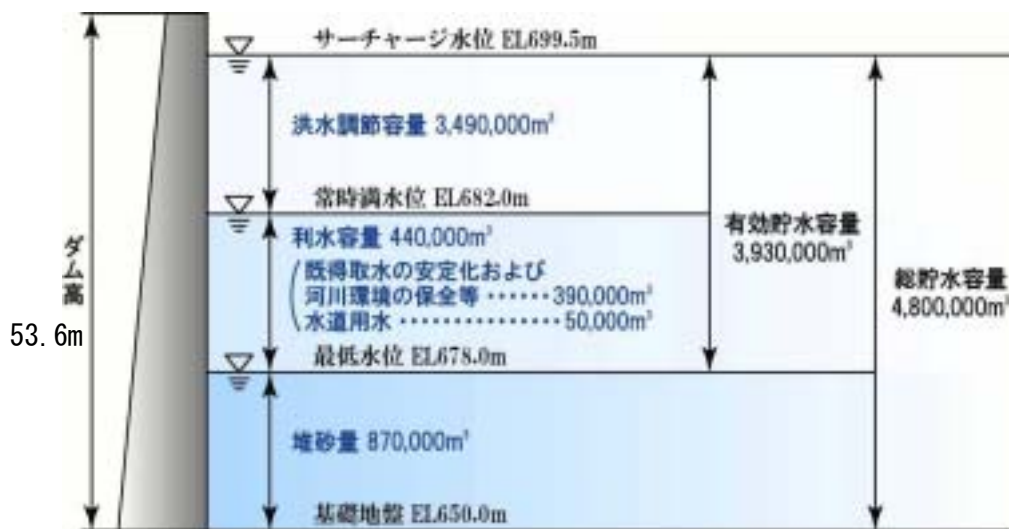 サーチャージ水位 EL699.5m
洪水調節容量 3,490,000m³
常時満水位 EL682.0m
利水容量 440,000m³
既得取水の安定化および
河川環境の保全等 ‥‥‥390,000m³
水道用水 ‥‥‥‥‥‥‥‥50,000m³
最低水位 EL678.0m
堆砂量 870,000m³
基礎地盤 EL650.0m
有効貯水容量
3,930,000m³
総貯水容量
4,800,000m³
ダム高
53.6m